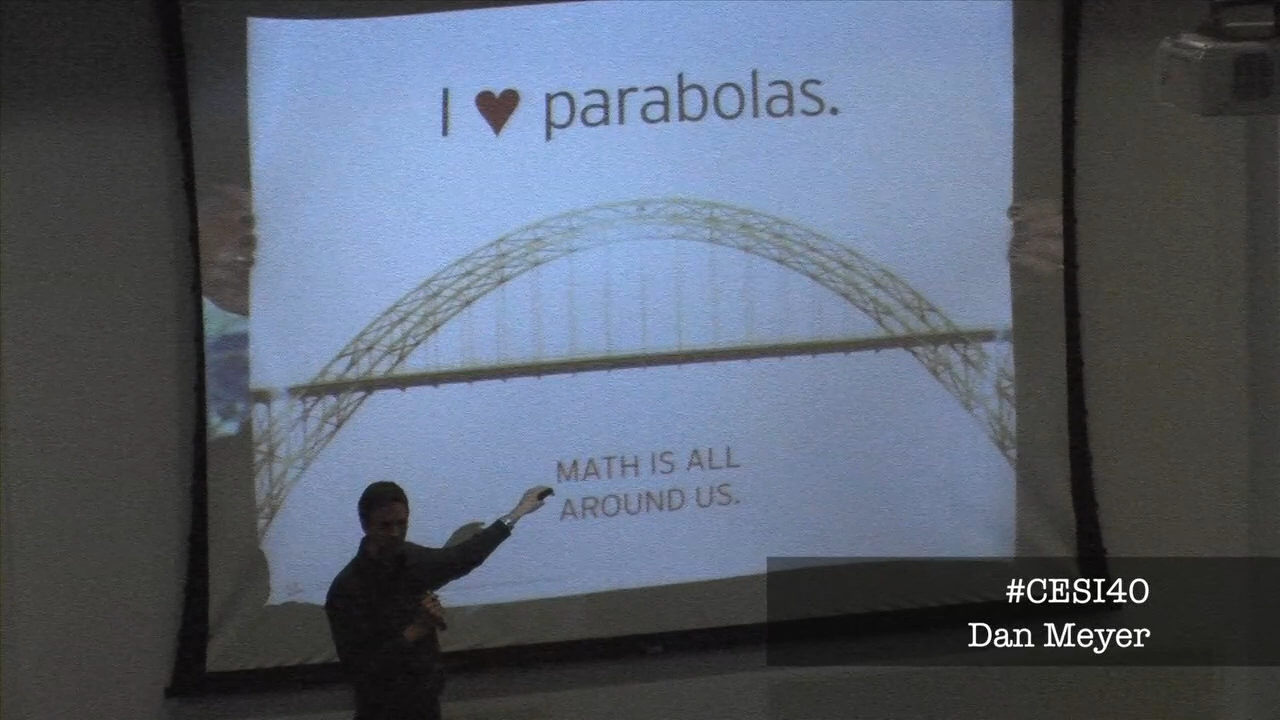 I ♥ parabolas.
MATH IS ALL
AROUND US.
#CESI40
Dan Meyer